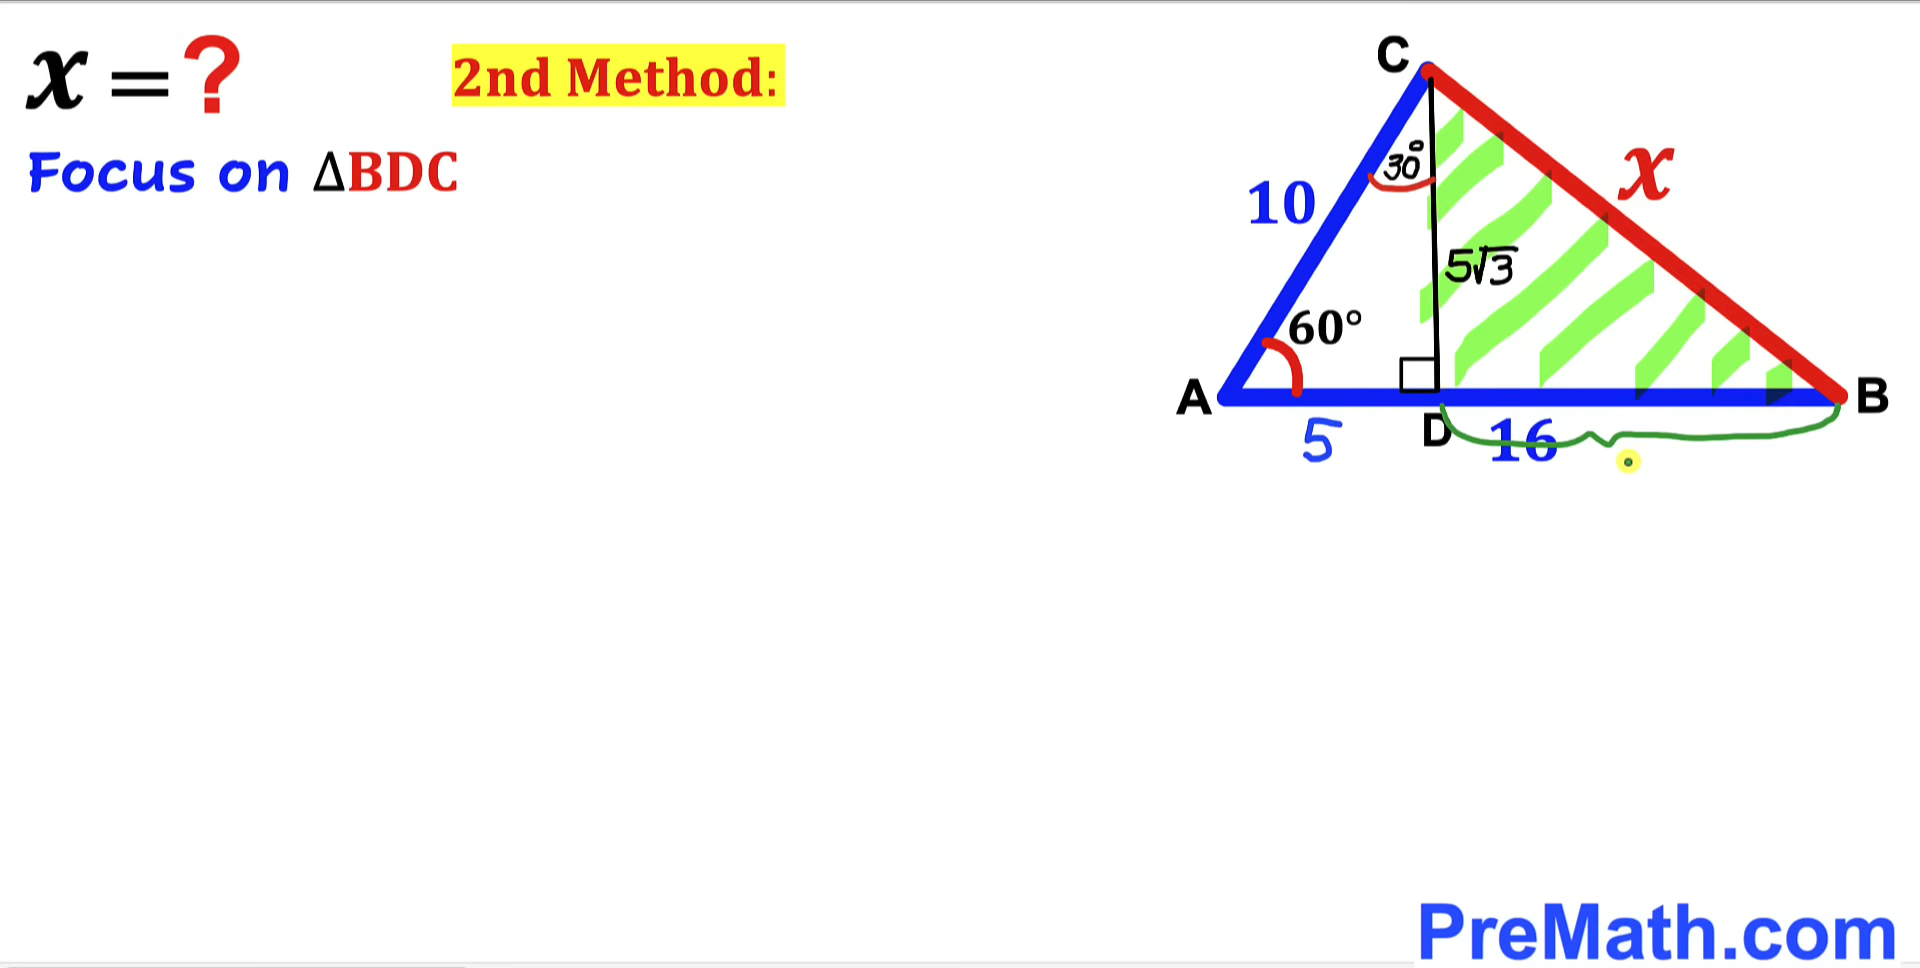 x = ?
2nd Method:
Focus on ΔBDC
C
30°
10
x
5√3
60°
A
B
5
D
16
PreMath.com